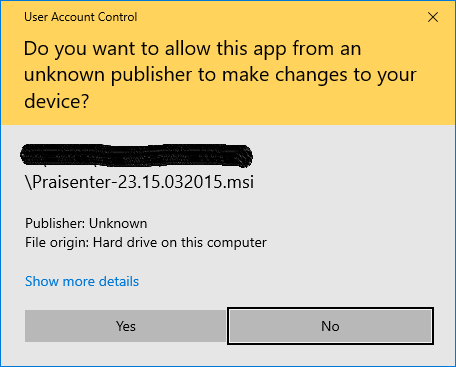 User Account Control
Do you want to allow this app from an
unknown publisher to make changes to your
device?
\Praisenter-23.15.032015.msi
Publisher: Unknown
File origin: Hard drive on this computer
Show more details
Yes
No